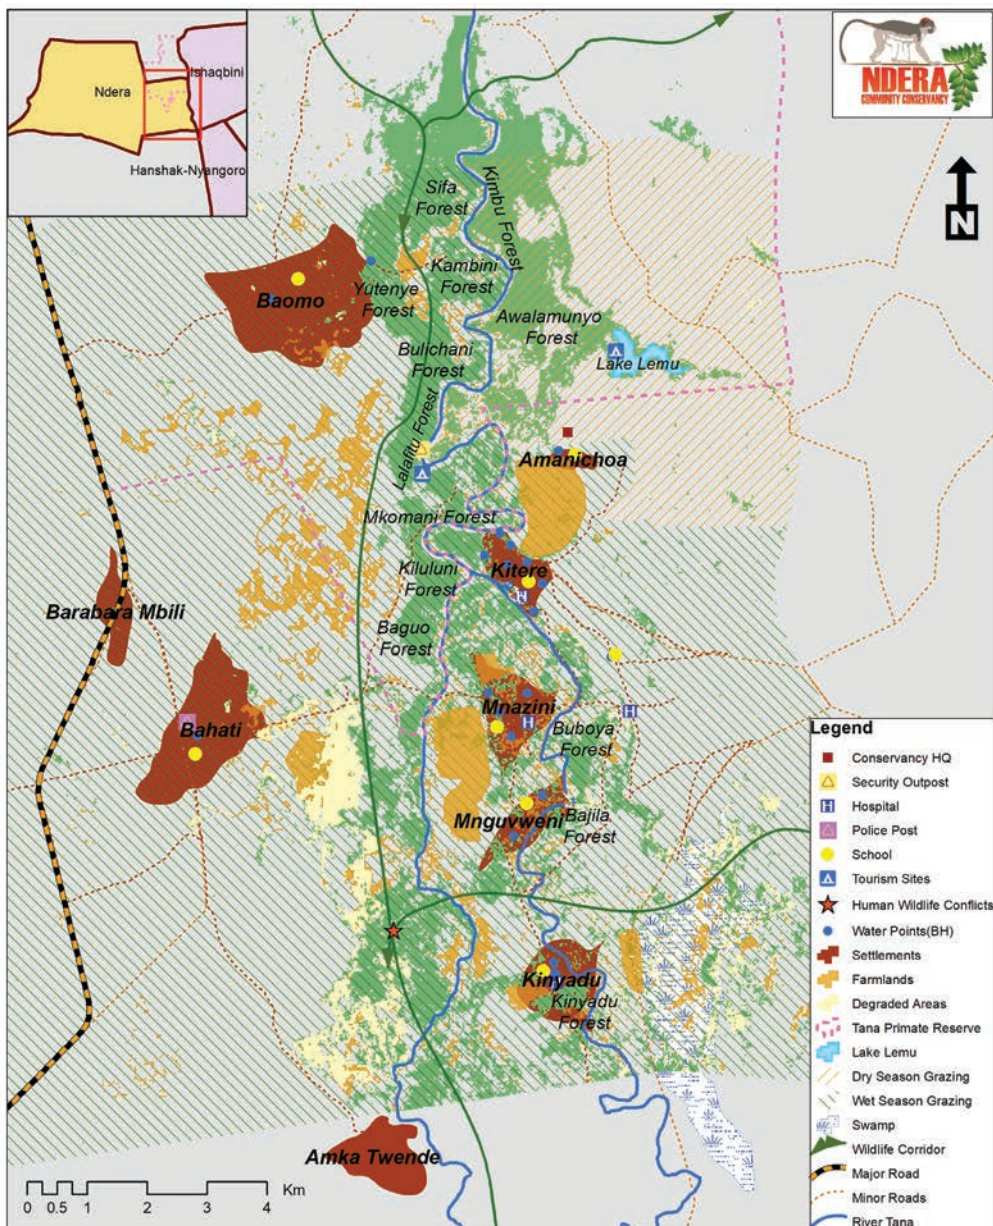 Ndera
Ishaqbini
Hanshak-Nyangoro
NDERA
COMMUNITY CONSERVANCY
N
Sifa
Forest
Kimbu Forest
Kambini
Forest
Yutenye
Forest
Baomo
Awalamunyo
Forest
Bulichani
Forest
Lake Lemu
Lalafitu Forest
Amanichoa
Mkomani Forest
Kiluluni
Forest
Kitere
H
Barabara Mbili
Baguo
Forest
Mnazini
H
H
Bahati
Buboya
Forest
Mnguvweni
Bajila
Forest
Kinyadu
Kinyadu
Forest
Amka Twende
Km
0 0.5 1 2 3 4
Legend
Conservancy HQ
Security Outpost
H Hospital
Police Post
School
Tourism Sites
Human Wildlife Conflicts
Water Points(BH)
Settlements
Farmlands
Degraded Areas
Tana Primate Reserve
Lake Lemu
Dry Season Grazing
Wet Season Grazing
Swamp
Wildlife Corridor
Major Road
Minor Roads
River Tana